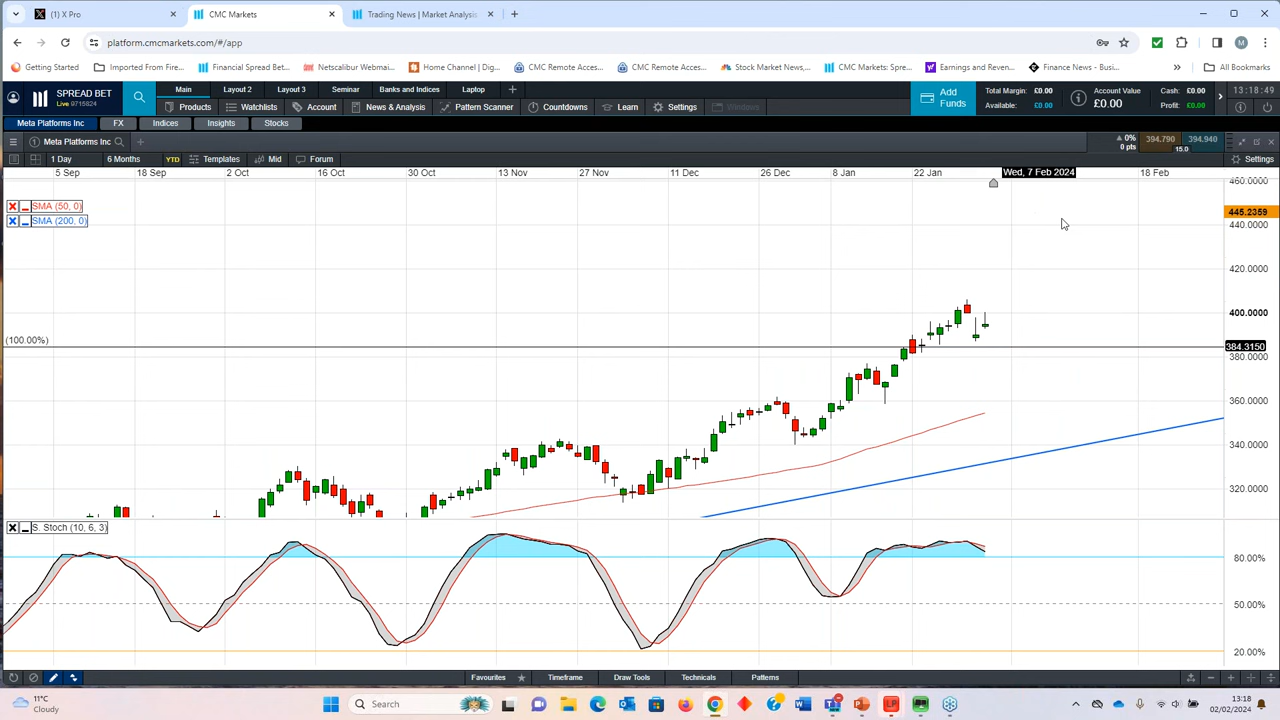 (1) X Pro
CMC Markets
Trading News | Market Analysis
platform.cmcmarkets.com/#/app
Getting Started
Imported From Fire...
Financial Spread Bet...
Netscalibur Webmai...
Home Channel | Dig...
CMC Remote Acces...
CMC Remote Acces...
Stock Market News,...
CMC Markets: Spre...
Earnings and Reven...
Finance News - Busi...
All Bookmarks
SPREAD BET
Live 9715824
Main
Layout 2
Layout 3
Seminar
Banks and Indices
Laptop
Products
Watchlists
Account
News & Analysis
Pattern Scanner
Countdowns
Learn
Settings
Windows
Add Funds
Total Margin: £0.00
Available: £0.00
Account Value
£0.00
Cash: £0.00
Profit: £0.00
13:18:49
Meta Platforms Inc
FX
Indices
Insights
Stocks
Meta Platforms Inc
0%
0 pts
394.790
394.940
15.0
1 Day
6 Months
YTD
Templates
Mid
Forum
Settings
5 Sep
18 Sep
2 Oct
16 Oct
30 Oct
13 Nov
27 Nov
11 Dec
26 Dec
8 Jan
22 Jan
Wed, 7 Feb 2024
18 Feb
SMA (50, 0)
SMA (200, 0)
460.0000
445.2359
440.0000
420.0000
400.0000
(100.00%)
384.3150
380.0000
360.0000
340.0000
320.0000
S. Stoch (10, 6, 3)
80.00%
50.00%
20.00%
Favourites
Timeframe
Draw Tools
Technicals
Patterns
11°C
Cloudy
Search
13:18
02/02/2024